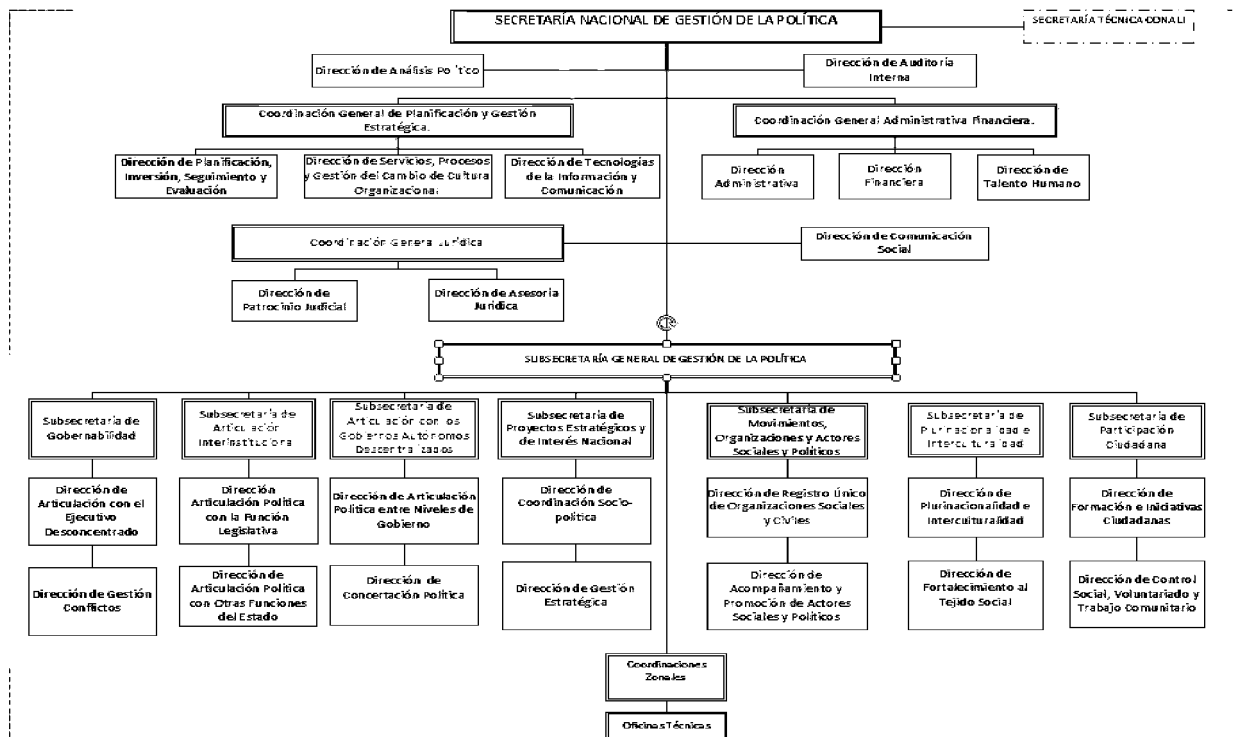 SECRETARÍA NACIONAL DE GESTIÓN DE LA POLÍTICA
SECRETARÍA TÉCNICA CONALI
Dirección de Análisis Político
Dirección de Auditoría
Interna
Coordinación General de Planificación y Gestión
Estratégica.
Coordinación General Administrativa Financiera.
Dirección de Planificación,
Inversión, Seguimiento y
Evaluación
Dirección de Servicios, Procesos
y Gestión del Cambio de Cultura
Organizacional
Dirección de Tecnologías
de la Información y
Comunicación
Dirección
Administrativa
Dirección
Financiera
Dirección de
Talento Humano
Coordinación General Jurídica
Dirección de Comunicación
Social
Dirección de
Patrocinio Judicial
Dirección de Asesoría
Jurídica
SUBSECRETARÍA GENERAL DE GESTIÓN DE LA POLÍTICA
Subsecretaría de
Gobernabilidad
Subsecretaría de
Articulación
Interinstitucional
Subsecretaría de
Articulación con los
Gobiernos Autónomos
Descentralizados
Subsecretaría de
Proyectos Estratégicos y
de Interés Nacional
Subsecretaría de
Movimientos,
Organizaciones y Actores
Sociales y Políticos
Subsecretaría de
Plurinacionalidad e
Interculturalidad
Subsecretaría de
Participación
Ciudadana
Dirección de
Articulación con el
Ejecutivo
Desconcentrado
Dirección
Articulación Política
con la Función
Legislativa
Dirección de Articulación
Política entre Niveles de
Gobierno
Dirección de
Coordinación Socio-
política
Dirección de Registro Único
de Organizaciones Sociales
y Civiles
Dirección de
Plurinacionalidad e
Interculturalidad
Dirección de
Formación e Iniciativas
Ciudadanas
Dirección de Gestión
Conflictos
Dirección de
Articulación Política
con Otras Funciones
del Estado
Dirección de
Concertación Política
Dirección de Gestión
Estratégica
Dirección de
Acompañamiento y
Promoción de Actores
Sociales y Políticos
Dirección de
Fortalecimiento al
Tejido Social
Dirección de Control
Social, Voluntariado y
Trabajo Comunitario
Coordinaciones
Zonales
Oficinas Técnicas